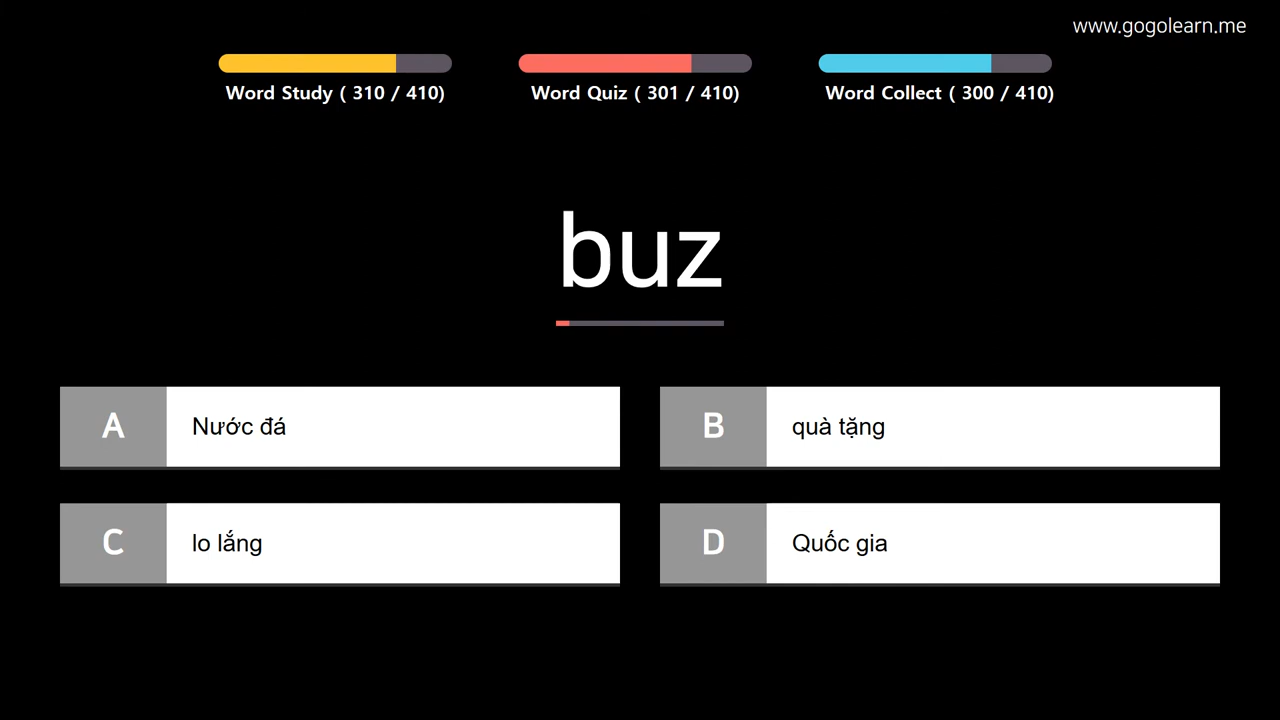 www.gogolearn.me
Word Study ( 310 / 410)
Word Quiz ( 301 / 410)
Word Collect ( 300 / 410)
buz
A Nước đá
B quà tặng
C lo lắng
D Quốc gia